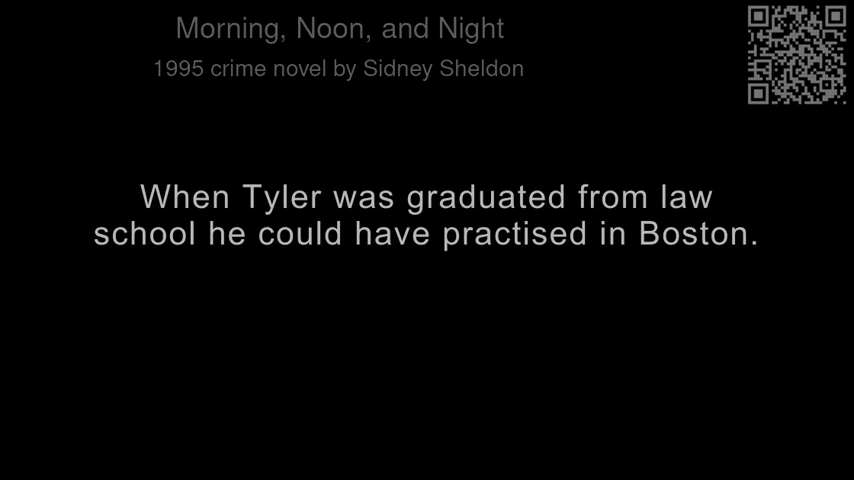 Morning, Noon, and Night
1995 crime novel by Sidney Sheldon
When Tyler was graduated from law
school he could have practised in Boston.